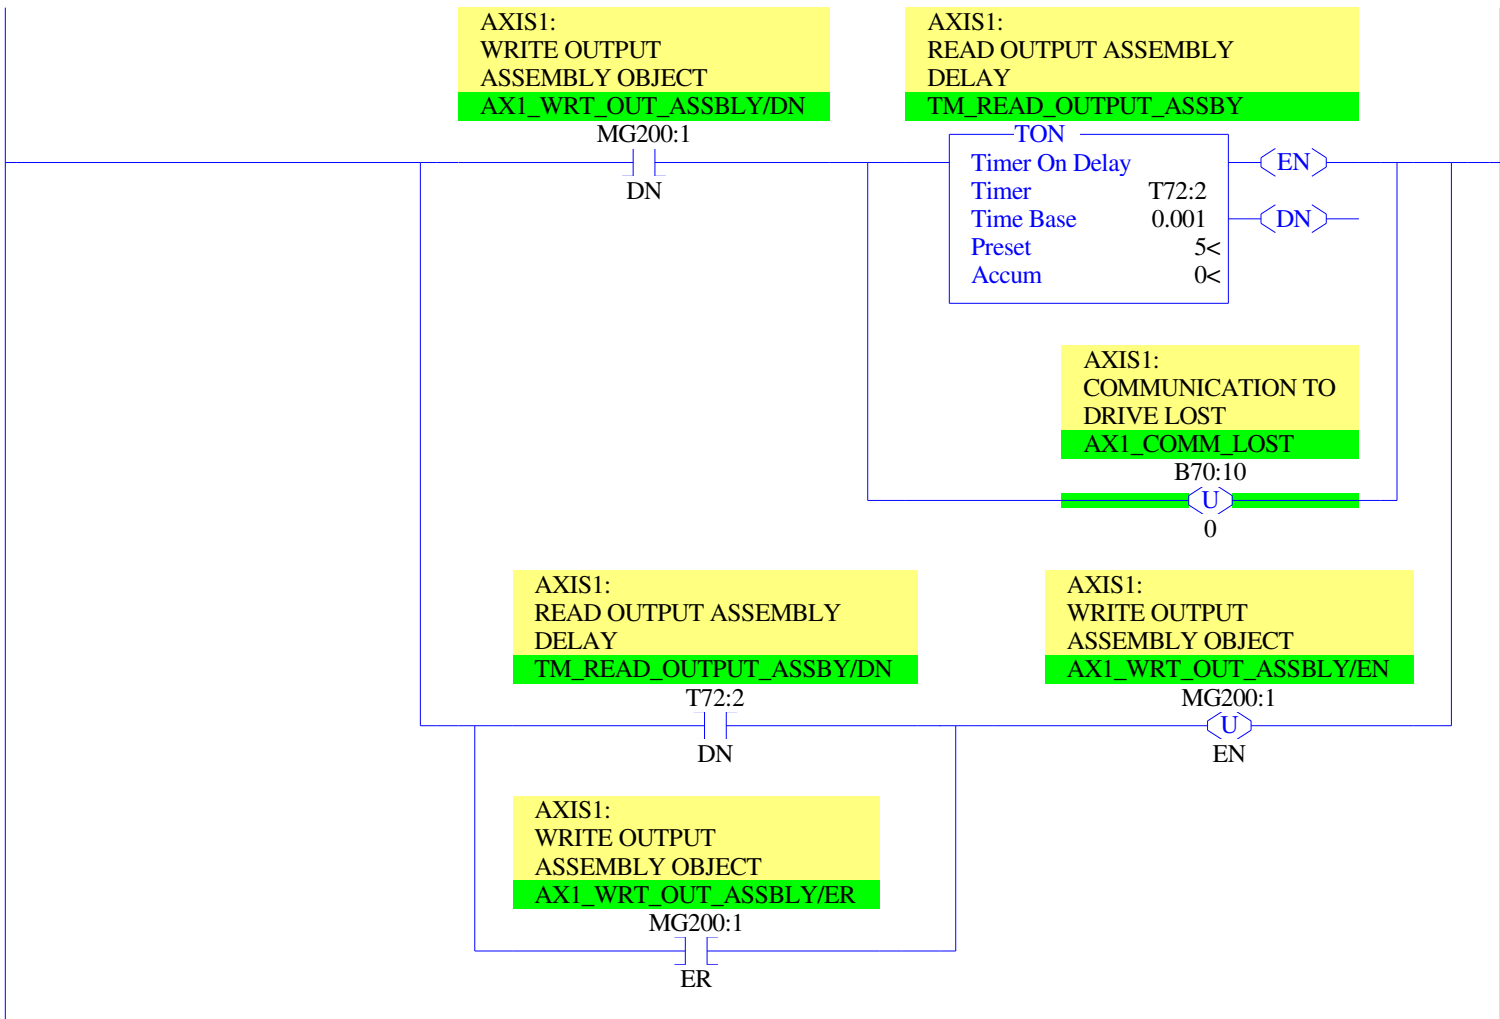 AXIS1:
WRITE OUTPUT
ASSEMBLY OBJECT
AX1_WRT_OUT_ASSBLY/DN
MG200:1
DN
AXIS1:
READ OUTPUT ASSEMBLY
DELAY
TM_READ_OUTPUT_ASSBY
TON
Timer On Delay
Timer T72:2
Time Base 0.001
Preset 5<
Accum 0<
EN
DN
AXIS1:
COMMUNICATION TO
DRIVE LOST
AX1_COMM_LOST
B70:10
U
0
AXIS1:
READ OUTPUT ASSEMBLY
DELAY
TM_READ_OUTPUT_ASSBY/DN
T72:2
DN
AXIS1:
WRITE OUTPUT
ASSEMBLY OBJECT
AX1_WRT_OUT_ASSBLY/EN
MG200:1
U
EN
AXIS1:
WRITE OUTPUT
ASSEMBLY OBJECT
AX1_WRT_OUT_ASSBLY/ER
MG200:1
ER